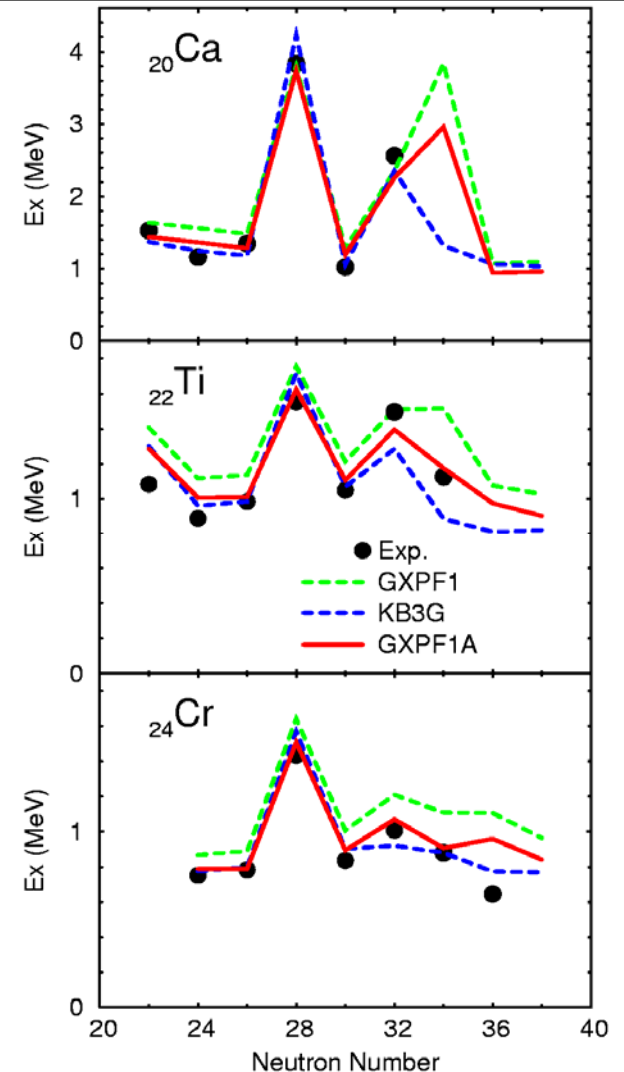 20Ca
Ex (MeV)
4
3
2
1
0
22Ti
Ex (MeV)
1
Exp.
GXPF1
KB3G
GXPF1A
0
24Cr
Ex (MeV)
1
0
20 24 28 32 36 40
Neutron Number